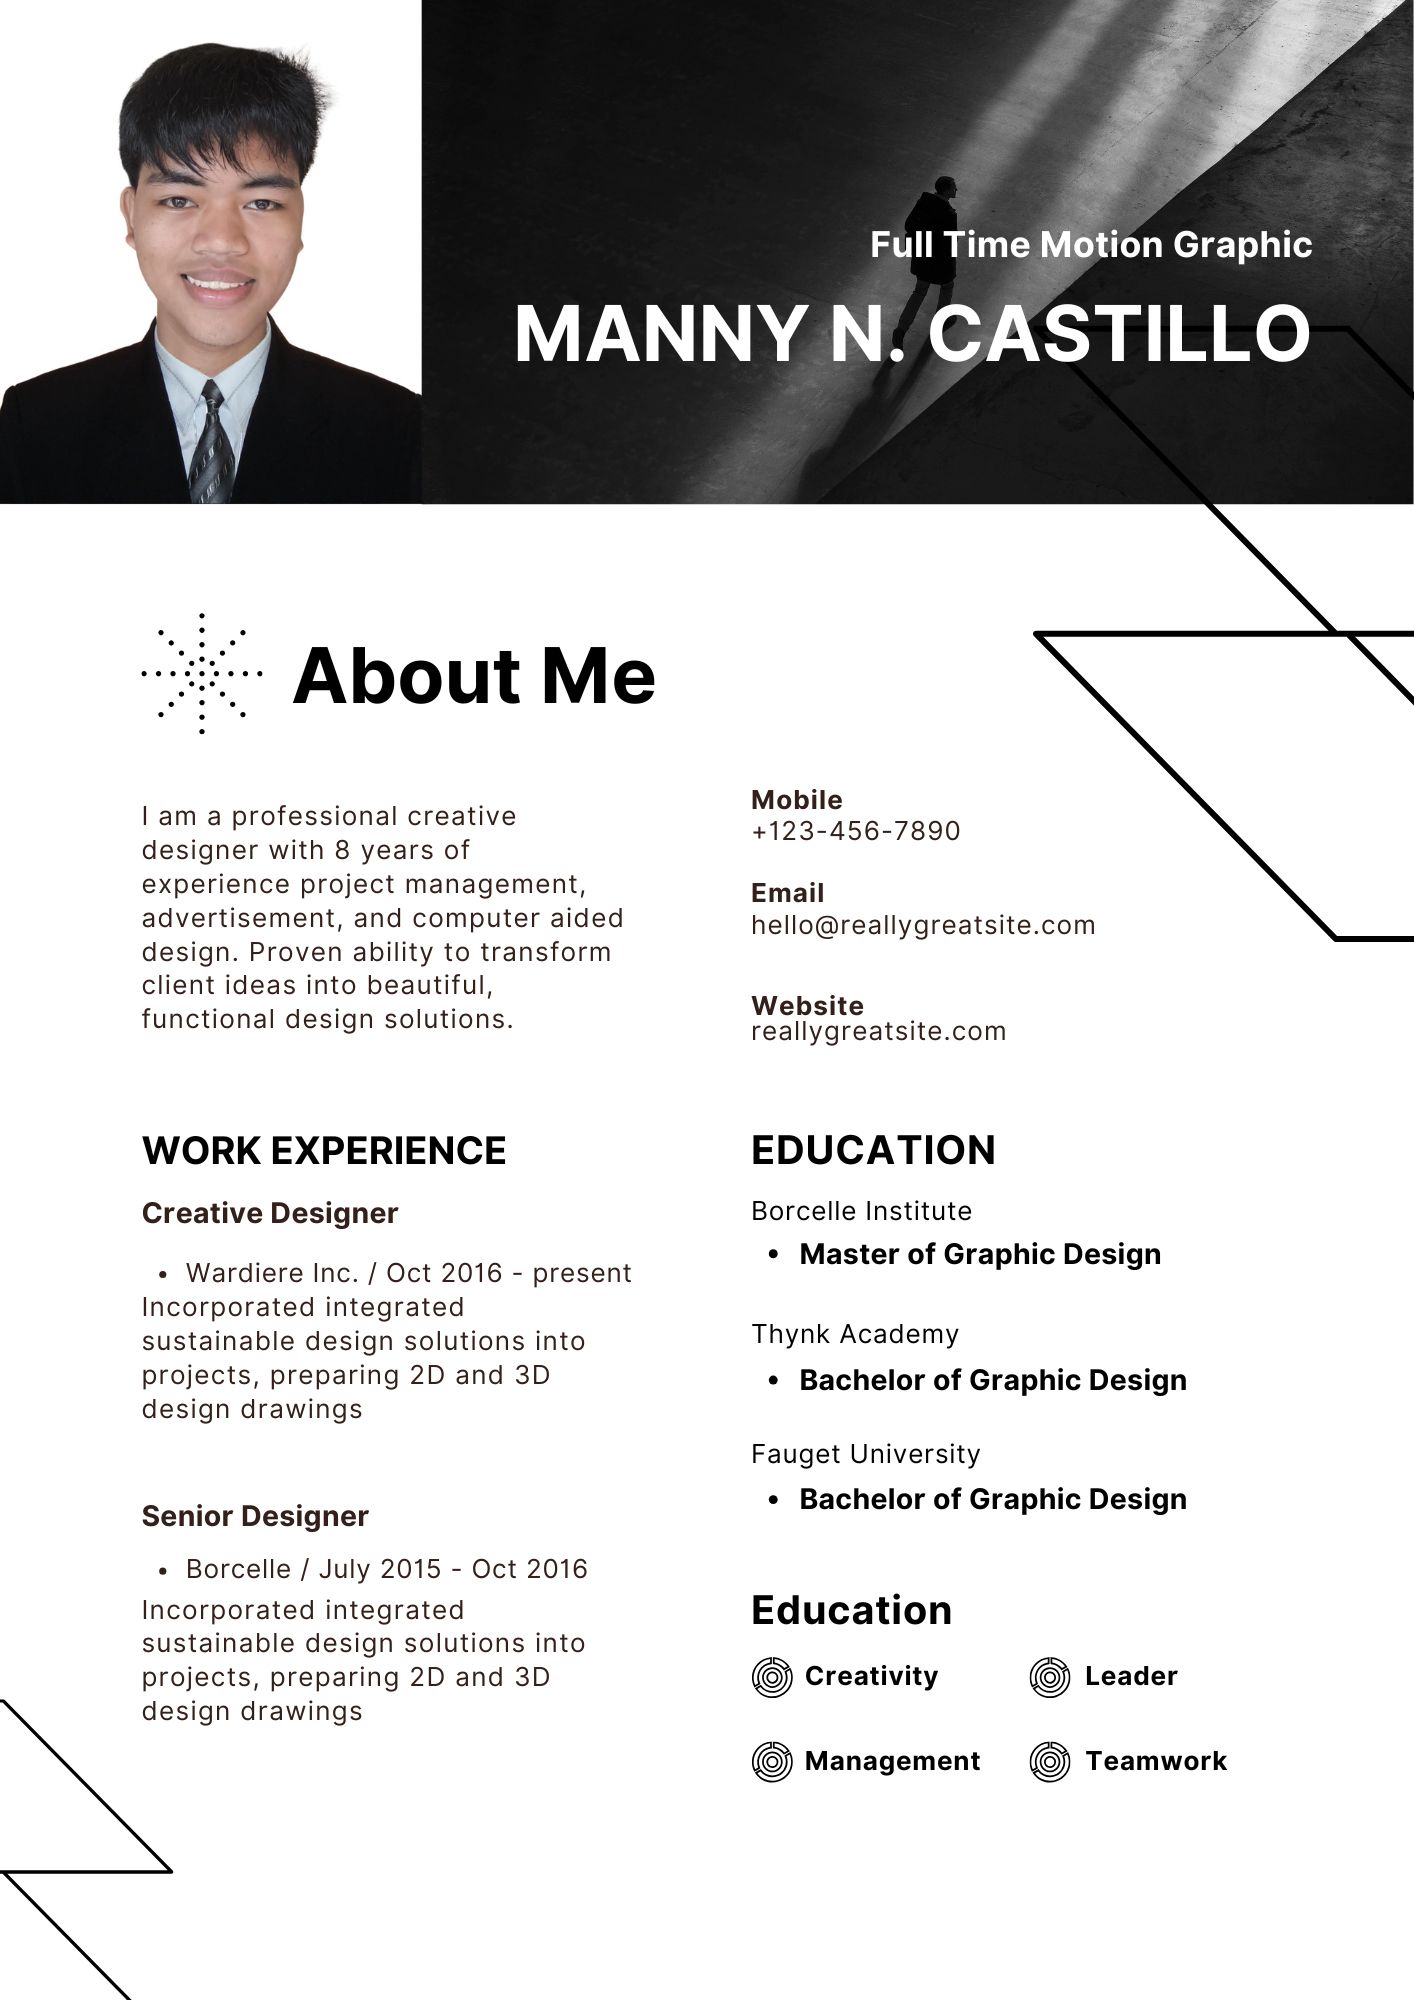 Full Time Motion Graphic
MANNY N. CASTILLO
About Me
I am a professional creative
designer with 8 years of
experience project management,
advertisement, and computer aided
design. Proven ability to transform
client ideas into beautiful,
functional design solutions.
Mobile
+123-456-7890
Email
hello@reallygreatsite.com
Website
reallygreatsite.com
WORK EXPERIENCE
Creative Designer
• Wardiere Inc. / Oct 2016 - present
Incorporated integrated
sustainable design solutions into
projects, preparing 2D and 3D
design drawings
Senior Designer
• Borcelle / July 2015 - Oct 2016
Incorporated integrated
sustainable design solutions into
projects, preparing 2D and 3D
design drawings
EDUCATION
Borcelle Institute
• Master of Graphic Design
Thynk Academy
• Bachelor of Graphic Design
Fauget University
• Bachelor of Graphic Design
Education
Creativity
Leader
Management
Teamwork